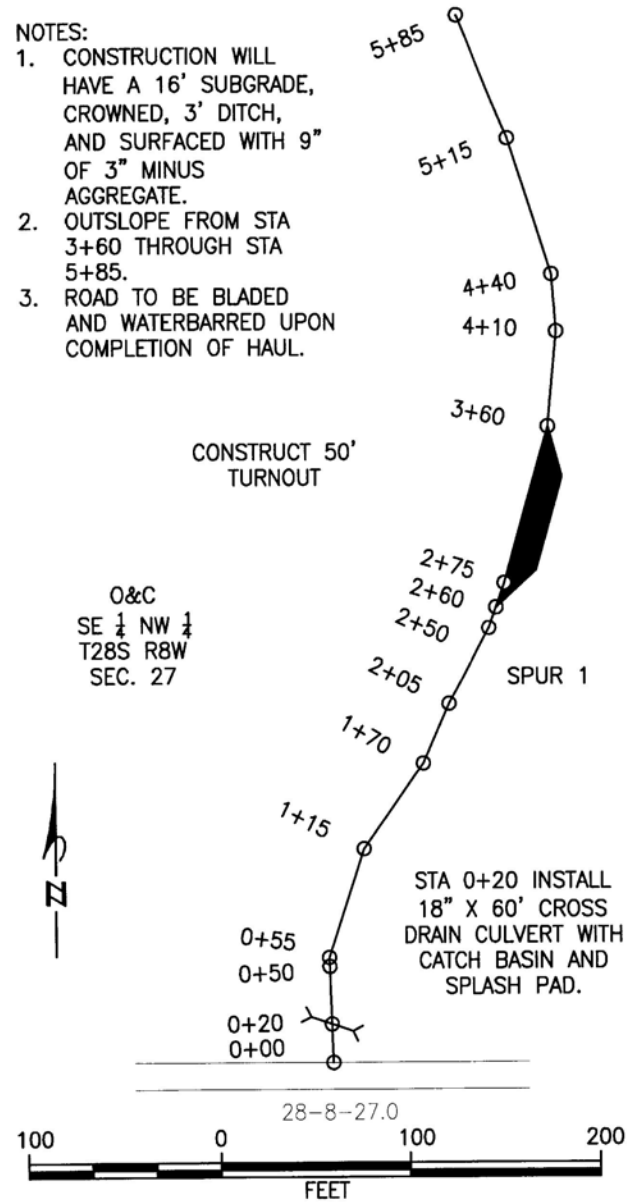 NOTES:
1. CONSTRUCTION WILL
HAVE A 16' SUBGRADE,
CROWNED, 3' DITCH,
AND SURFACED WITH 9"
OF 3" MINUS
AGGREGATE.
2. OUTSLOPE FROM STA
3+60 THROUGH STA
5+85.
3. ROAD TO BE BLADED
AND WATERBARRED UPON
COMPLETION OF HAUL.
5+85
5+15
4+40
4+10
3+60
CONSTRUCT 50'
TURNOUT
2+75
2+60
2+50
O&C
SE 1/4 NW 1/4
T28S R8W
SEC. 27
2+05
SPUR 1
1+70
1+15
N
STA 0+20 INSTALL
18" X 60' CROSS
DRAIN CULVERT WITH
CATCH BASIN AND
SPLASH PAD.
0+55
0+50
0+20
0+00
28-8-27.0
100 0 100 200
FEET